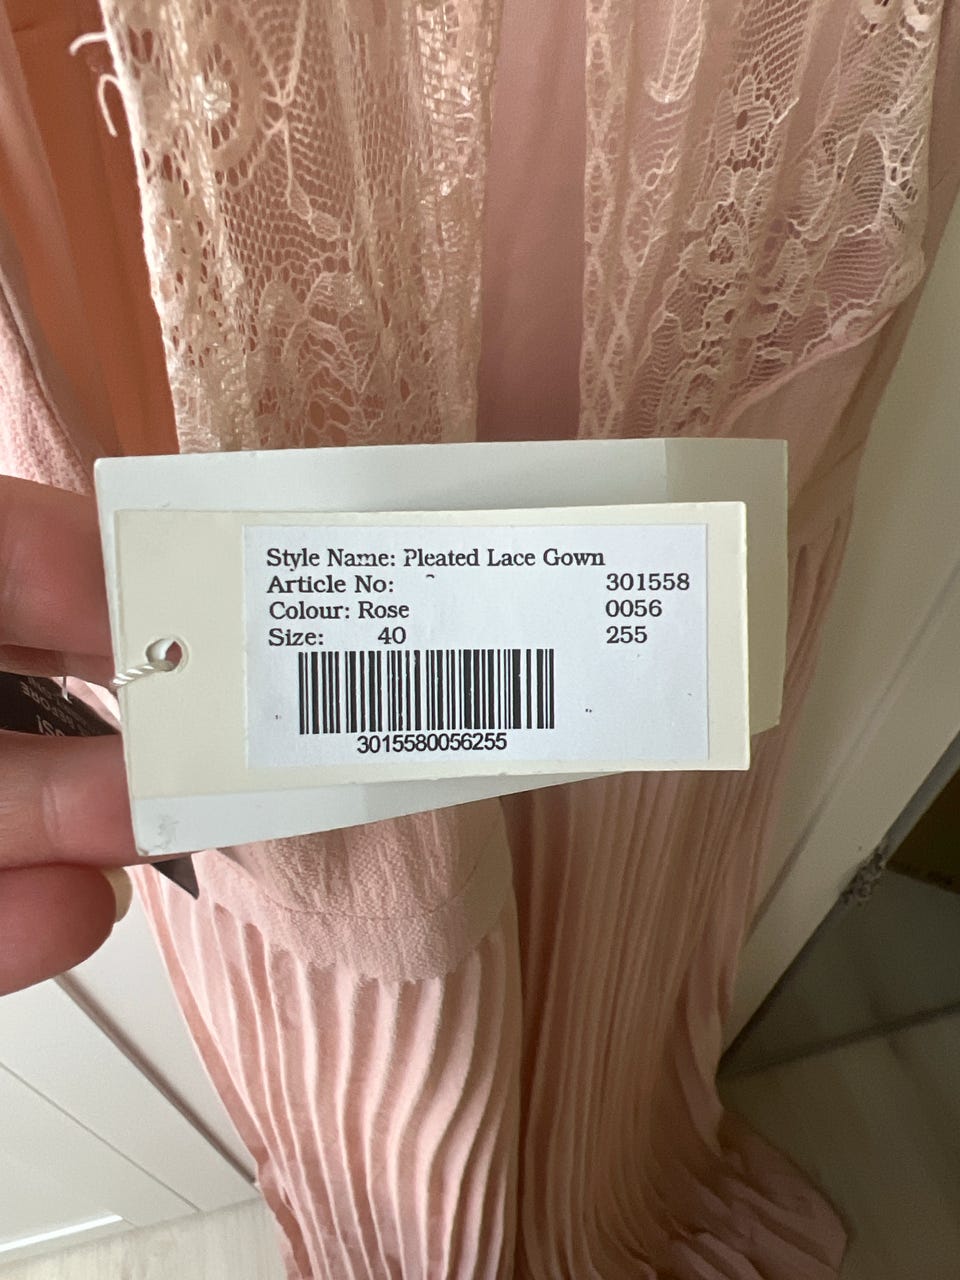 Style Name: Pleated Lace Gown
Article No: 301558
Colour: Rose 0056
Size: 40 255
3015580056255